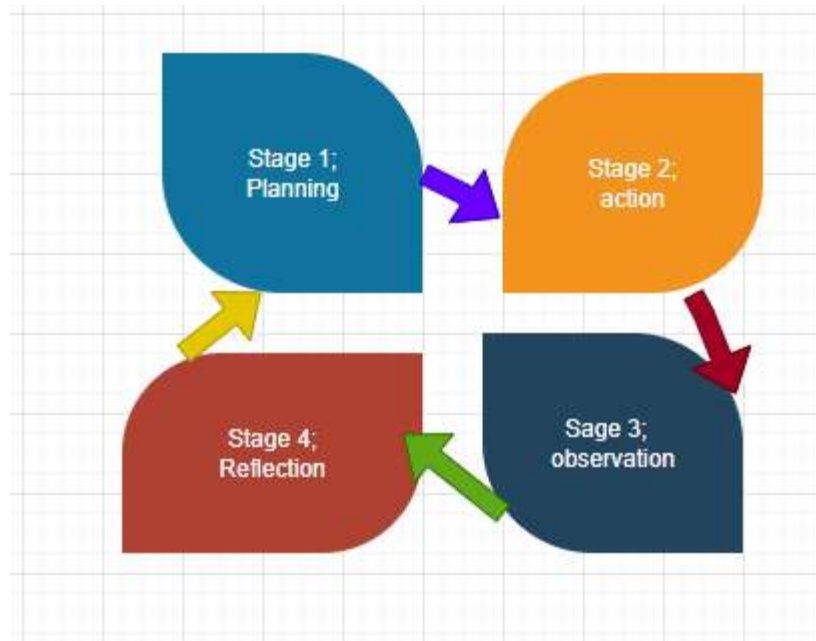 Stage 1;
Planning
Stage 2;
action
Sage 3;
observation
Stage 4;
Reflection